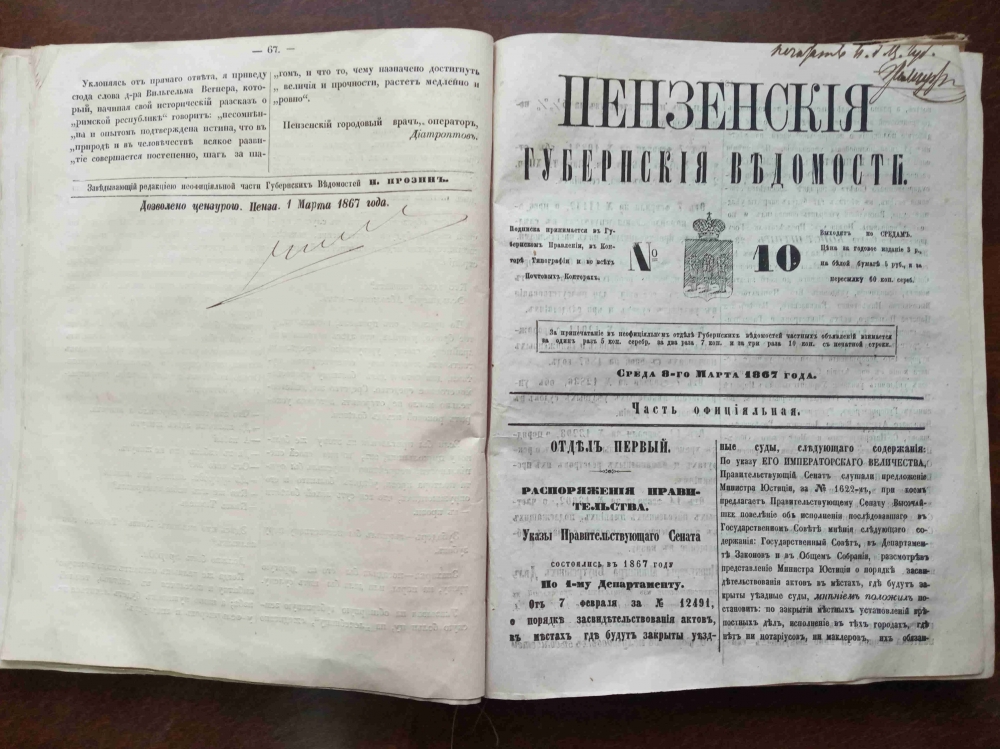 — 67. —
Уклоняясь отъ прямаго отвѣта, я приведу
сюда слова д-ра Вильгельма Вегнера, кото-
рый, начиная свой историческій разсказъ о
„римской республикѣ“ говоритъ: „несомнѣн-
„на и опытомъ подтверждена истина, что въ
„природѣ и въ человѣчествѣ всякое разви-
„тіе совершается постепенно, шагъ за ша-
„гомъ, и что то, чему назначено достигнуть
„величія и прочности, растетъ медленно и
„ровно“.
Пензенскій городовый врачъ, операторъ,
Діатроптовъ.
Завѣдывающій редакціею неоффиціальной части Губернскихъ Вѣдомостей И. ПРОЗИНЪ.
Дозволено цензурою. Пенза. 1 Марта 1867 года.
печатать
ПЕНЗЕНСКІЯ
ГУБЕРНСКІЯ ВѢДОМОСТИ.
Подписка принимается въ Гу-
бернскомъ Правленіи, въ Кон-
торѣ Типографіи и во всѣхъ
Почтовыхъ Конторахъ.
№ 10
Выходятъ по СРЕДАМЪ.
Цѣна за годовое изданіе 3 р.,
на бѣлой бумагѣ 5 руб., и за
пересылку 60 коп. сереб.
За припечатаніе въ неофиціальномъ отдѣлѣ Губернскихъ вѣдомостей частныхъ объявленій взимается
за одинъ разъ 5 коп. серебр. за два раза 7 коп. и за три раза 10 коп. съ печатной строки.
Среда 8-го Марта 1867 года.
Часть офиціяльная.
ОТДѢЛЪ ПЕРВЫЙ.
РАСПОРЯЖЕНІЯ ПРАВИ-
ТЕЛЬСТВА.
Указы Правительствующаго Сената
состоялись въ 1867 году
По 1-му Департаменту.
Отъ 7 февраля за № 12491,
о порядкѣ засвидѣтельствованія актовъ,
въ мѣстахъ гдѣ будутъ закрыты уѣзд-
ные суды, слѣдующаго содержанія:
По указу ЕГО ИМПЕРАТОРСКАГО ВЕЛИЧЕСТВА,
Правительствующій Сенатъ слушали предложеніе
Министра Юстиціи, за № 1622-мъ, при коемъ
предлагаетъ Правительствующему Сенату Высочай-
шее повелѣніе объ исполненіи послѣдовавшаго въ
Государственномъ Совѣтѣ мнѣнія слѣдующаго со-
держанія: Государственный Совѣтъ, въ Департамен-
тѣ Законовъ и въ Общемъ Собраніи, разсмотрѣвъ
представленіе Министра Юстиціи о порядкѣ засви-
дѣтельствованія актовъ въ мѣстахъ, гдѣ будутъ за-
крыты уѣздные суды, мнѣніемъ положилъ по-
становить: по закрытіи мѣстныхъ установленій крѣ-
постныхъ дѣлъ, исполненіе въ тѣхъ городахъ, гдѣ
нѣтъ ни нотаріусовъ, ни маклеровъ, ихъ обязан-